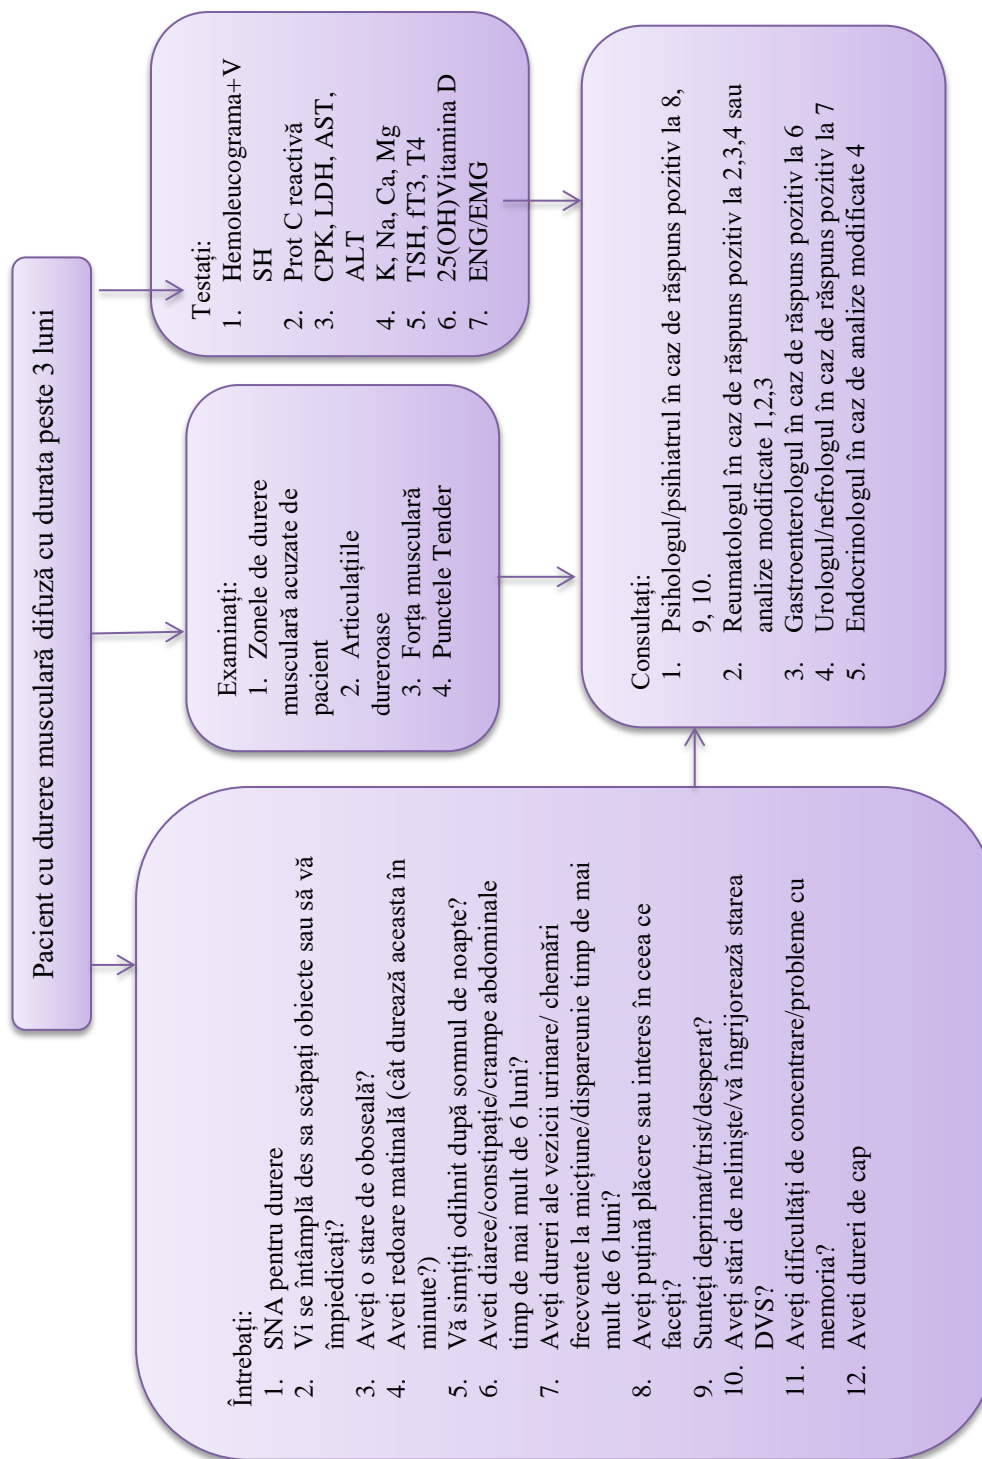 Pacient cu durere musculară difuză cu durata peste 3 luni
Întrebați:
1. SNA pentru durere
2. Vi se întâmplă des sa scăpați obiecte sau să vă
împiedicați?
3. Aveți o stare de oboseală?
4. Aveti redoare matinală (cât durează aceasta în
minute?)
5. Vă simțiți odihnit după somnul de noapte?
6. Aveti diaree/constipație/crampe abdominale
timp de mai mult de 6 luni?
7. Aveți dureri ale vezicii urinare/ chemări
frecvente la micțiune/dispareunie timp de mai
mult de 6 luni?
8. Aveți puțină plăcere sau interes în ceea ce
faceți?
9. Sunteți deprimat/trist/desperat?
10. Aveți stări de neliniște/vă îngrijorează starea
DVS?
11. Aveți dificultăți de concentrare/probleme cu
memoria?
12. Aveti dureri de cap
Examinați:
1. Zonele de durere
musculară acuzate de
pacient
2. Articulațiile
dureroase
3. Forța musculară
4. Punctele Tender
Testați:
1. Hemoleucograma+V
SH
2. Prot C reactivă
3. CPK, LDH, AST,
ALT
4. K, Na, Ca, Mg
5. TSH, fT3, T4
6. 25(OH)Vitamina D
7. ENG/EMG
Consultați:
1. Psihologul/psihiatrul în caz de răspuns pozitiv la 8,
9, 10.
2. Reumatologul în caz de răspuns pozitiv la 2,3,4 sau
analize modificate 1,2,3
3. Gastroenterologul în caz de răspuns pozitiv la 6
4. Urologul/nefrologul în caz de răspuns pozitiv la 7
5. Endocrinologul în caz de analize modificate 4